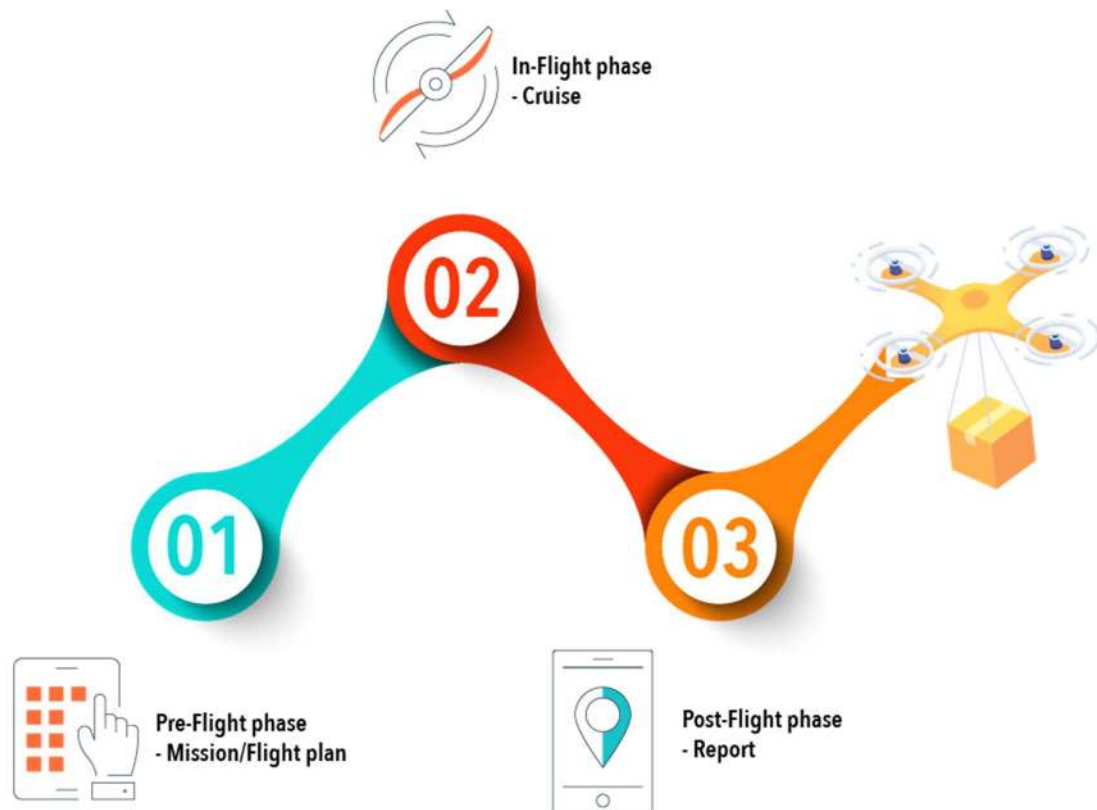 In-Flight phase
- Cruise
02
01
03
Pre-Flight phase
- Mission/Flight plan
Post-Flight phase
- Report